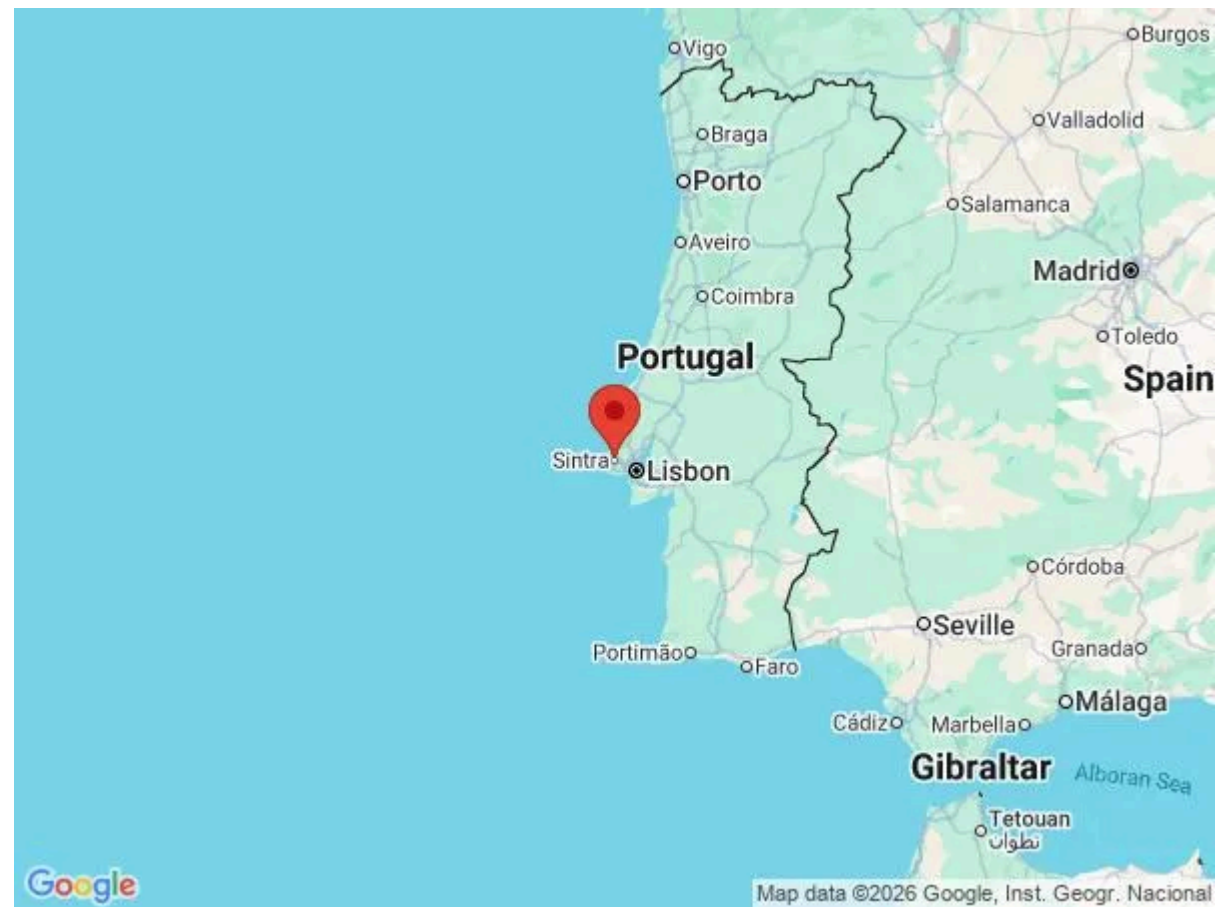 Vigo
Burgos
Valladolid
Braga
Porto
Salamanca
Aveiro
Madrid
Coimbra
Toledo
Portugal
Spain
Sintra
Lisbon
Córdoba
Seville
Granada
Portimão
Faro
Málaga
Cádiz
Marbella
Gibraltar
Alboran Sea
Tetouan
تطوان
Google
Map data ©2026 Google, Inst. Geogr. Nacional